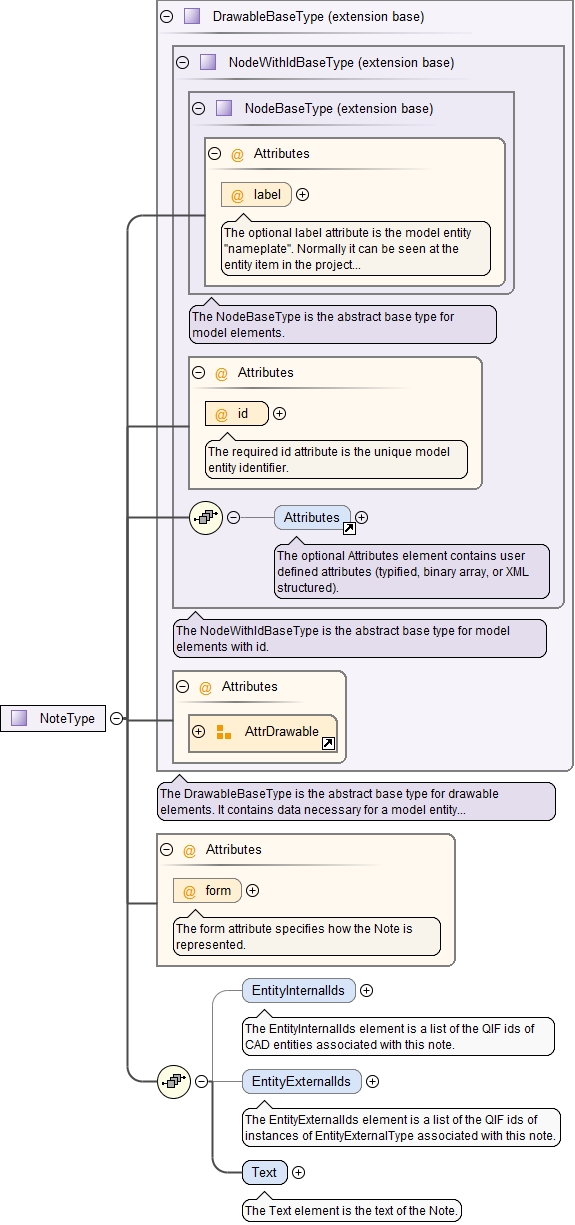 DrawableBaseType (extension base)
NodeWithIdBaseType (extension base)
NodeBaseType (extension base)
@ Attributes
@ label
The optional label attribute is the model entity
"nameplate". Normally it can be seen at the
entity item in the project...
The NodeBaseType is the abstract base type for
model elements.
@ Attributes
@ id
The required id attribute is the unique model
entity identifier.
Attributes
The optional Attributes element contains user
defined attributes (typified, binary array, or XML
structured).
The NodeWithIdBaseType is the abstract base type for model
elements with id.
@ Attributes
AttrDrawable
NoteType
The DrawableBaseType is the abstract base type for drawable
elements. It contains data necessary for a model entity...
@ Attributes
@ form
The form attribute specifies how the Note is
represented.
EntityInternalIds
The EntityInternalIds element is a list of the QIF ids of
CAD entities associated with this note.
EntityExternalIds
The EntityExternalIds element is a list of the QIF ids of
instances of EntityExternalType associated with this note.
Text
The Text element is the text of the Note.